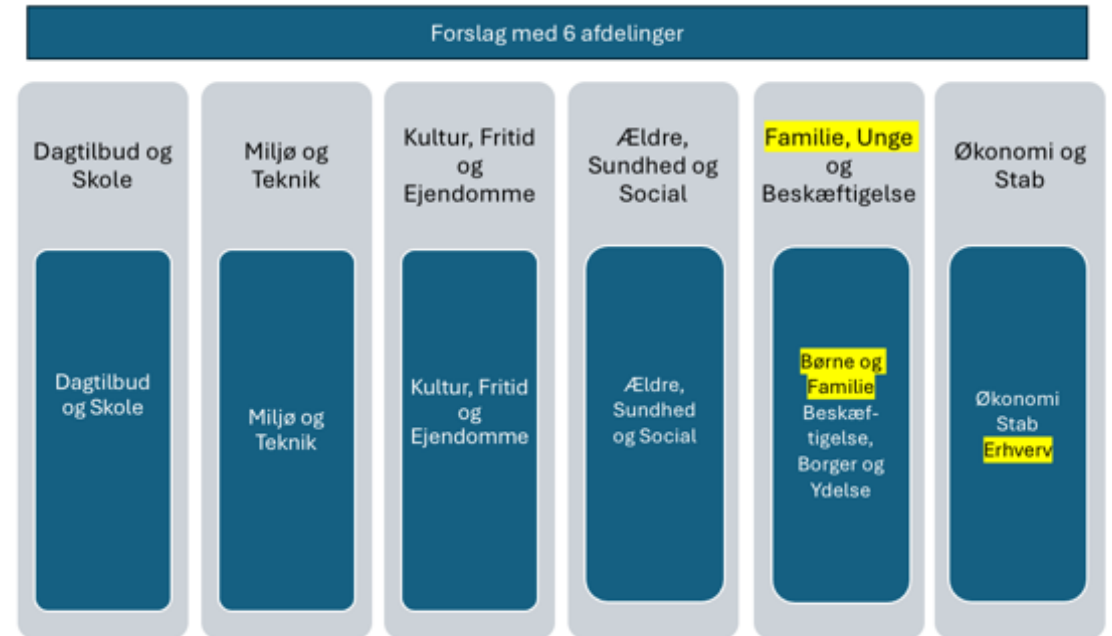 Forslag med 6 afdelinger
Dagtilbud og
Skole
Miljø og
Teknik
Kultur, Fritid
og
Ejendomme
Ældre,
Sundhed og
Social
Familie, Unge
og
Beskæftigelse
Økonomi og
Stab
Dagtilbud
og Skole
Miljø og
Teknik
Kultur, Fritid
og
Ejendomme
Ældre,
Sundhed
og Social
Børne og
Familie
Beskæf-
tigelse,
Borger og
Ydelse
Økonomi
Stab
Erhverv